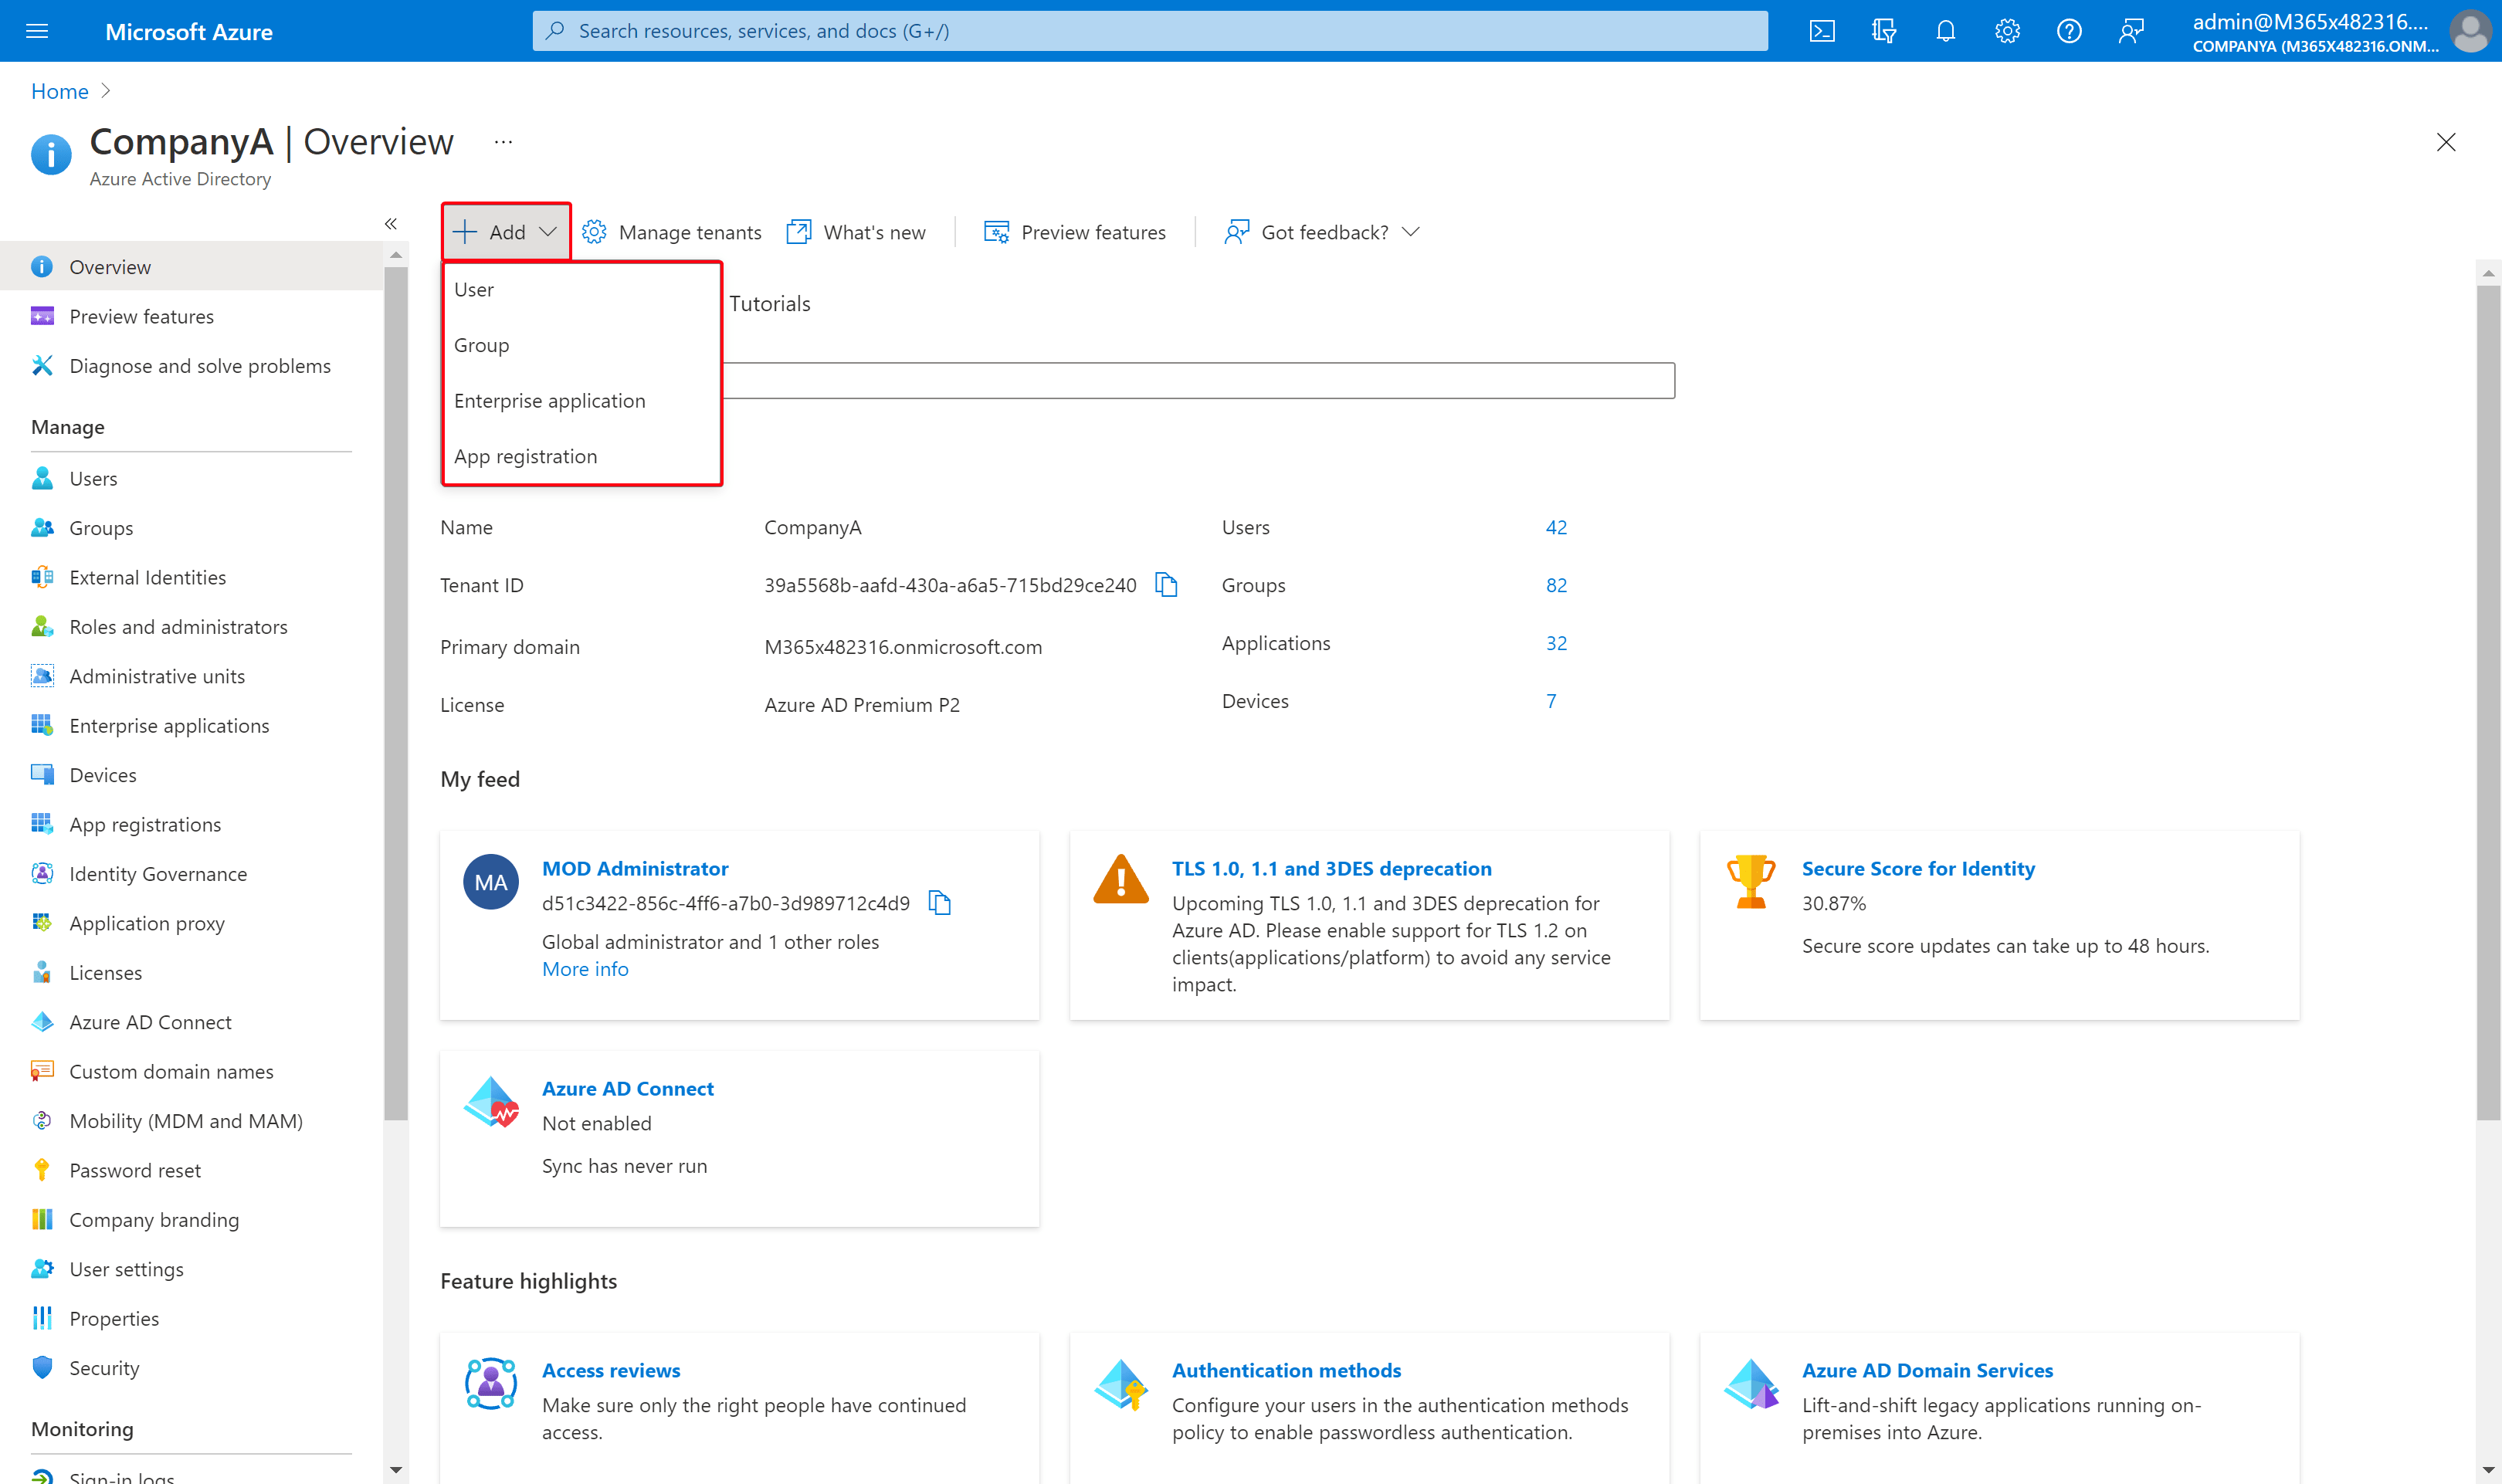 Microsoft Azure
Search resources, services, and docs (G+/)
admin@M365x482316....
COMPANYA (M365X482316.ONM...
Home
CompanyA | Overview
...
Azure Active Directory
Add
Manage tenants
What's new
Preview features
Got feedback?
User
Group
Enterprise application
App registration
Tutorials
Overview
Preview features
Diagnose and solve problems
Manage
Users
Groups
External Identities
Roles and administrators
Administrative units
Enterprise applications
Devices
App registrations
Identity Governance
Application proxy
Licenses
Azure AD Connect
Custom domain names
Mobility (MDM and MAM)
Password reset
Company branding
User settings
Properties
Security
Monitoring
Sign-in logs
Name CompanyA Users 42
Tenant ID 39a5568b-aafd-430a-a6a5-715bd29ce240 Groups 82
Primary domain M365x482316.onmicrosoft.com Applications 32
License Azure AD Premium P2 Devices 7
My feed
MA
MOD Administrator
d51c3422-856c-4ff6-a7b0-3d989712c4d9
Global administrator and 1 other roles
More info
TLS 1.0, 1.1 and 3DES deprecation
Upcoming TLS 1.0, 1.1 and 3DES deprecation for
Azure AD. Please enable support for TLS 1.2 on
clients(applications/platform) to avoid any service
impact.
Secure Score for Identity
30.87%
Secure score updates can take up to 48 hours.
Azure AD Connect
Not enabled
Sync has never run
Feature highlights
Access reviews
Make sure only the right people have continued
access.
Authentication methods
Configure your users in the authentication methods
policy to enable passwordless authentication.
Azure AD Domain Services
Lift-and-shift legacy applications running on-
premises into Azure.